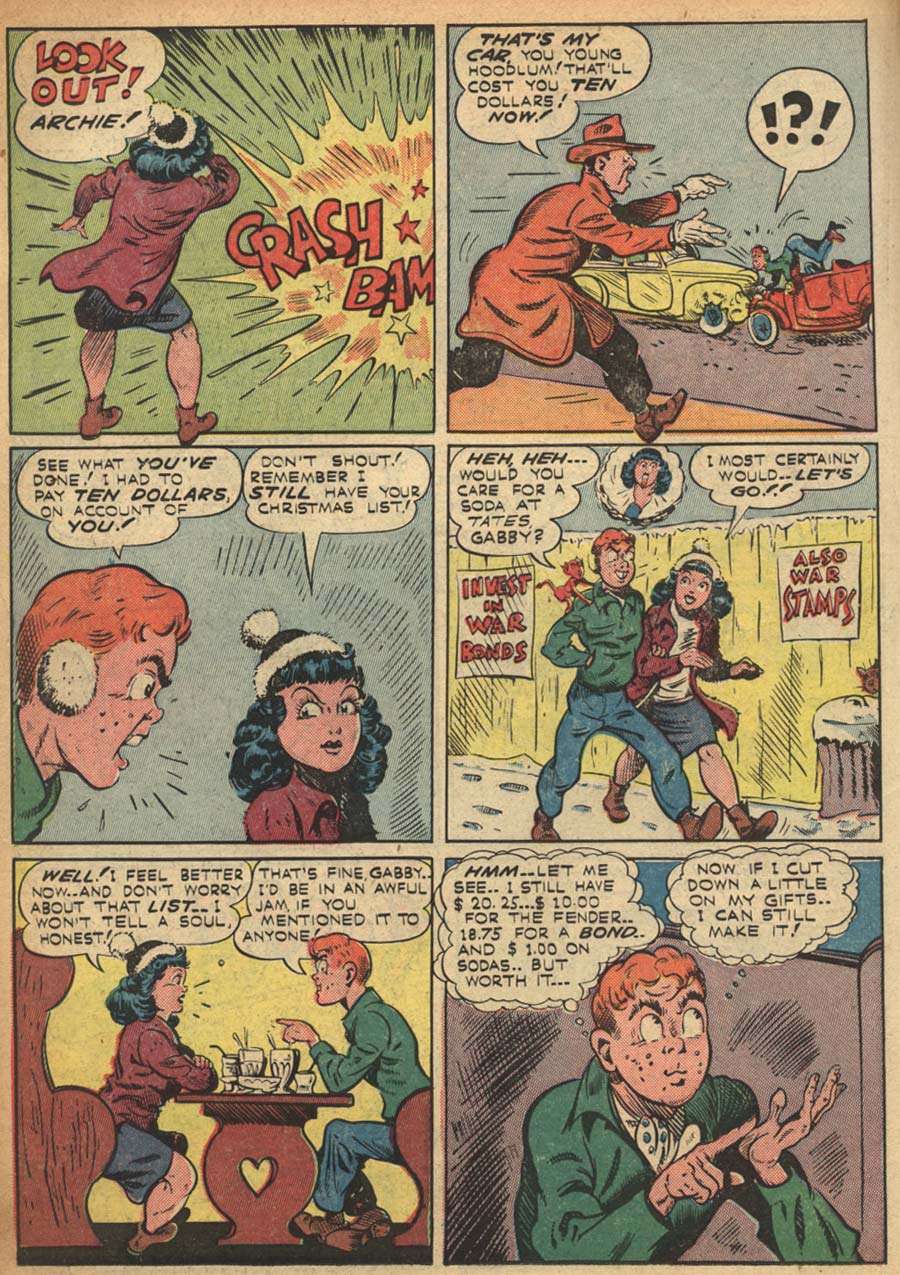 LOOK
OUT!
ARCHIE!
CRASH
BAM
THAT'S MY
CAR, YOU YOUNG
HOODLUM! THAT'LL
COST YOU TEN
DOLLARS!
NOW!
!?!
SEE WHAT YOU'VE
DONE! I HAD TO
PAY TEN DOLLARS,
ON ACCOUNT OF
YOU!
DON'T SHOUT!
REMEMBER I
STILL HAVE YOUR
CHRISTMAS LIST!
HEH, HEH---
WOULD YOU
CARE FOR A
SODA AT
TATES,
GABBY?
I MOST CERTAINLY
WOULD-- LET'S
GO!!
INVEST
IN
WAR
BONDS
ALSO
WAR
STAMPS
WELL! I FEEL BETTER
NOW--AND DON'T WORRY
ABOUT THAT LIST-- I
WON'T TELL A SOUL,
HONEST!
THAT'S FINE, GABBY..
I'D BE IN AN AWFUL
JAM, IF YOU
MENTIONED IT TO
ANYONE!
HMM--LET ME
SEE.. I STILL HAVE
$ 20.25...$ 10.00
FOR THE FENDER..
18.75 FOR A BOND..
AND $ 1.00 ON
SODAS.. BUT
WORTH IT---
NOW IF I CUT
DOWN A LITTLE
ON MY GIFTS..
I CAN STILL
MAKE IT!